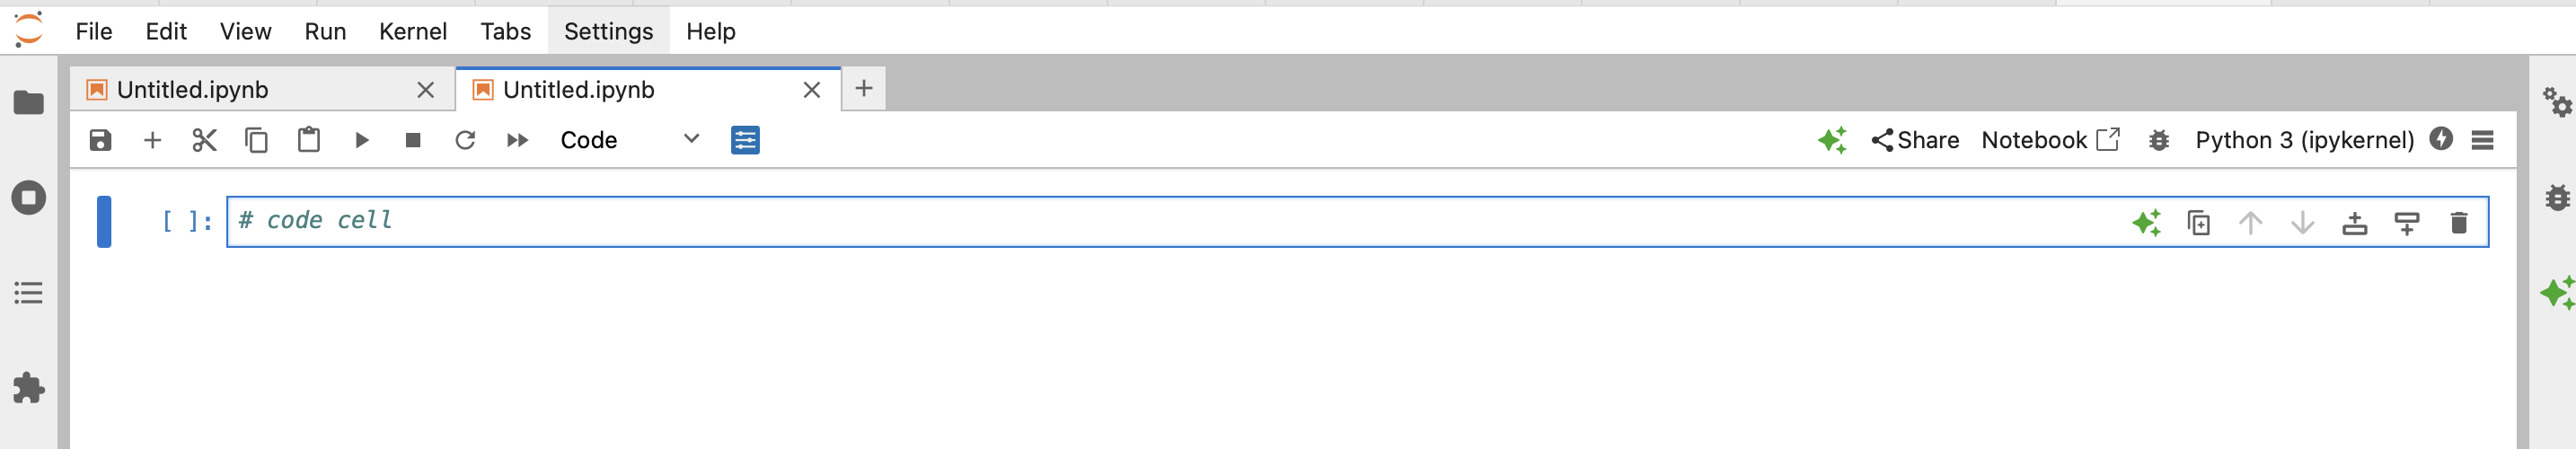 File Edit View Run Kernel Tabs Settings Help
Untitled.ipynb Untitled.ipynb
Code Share Notebook Python 3 (ipykernel)
[ ]: # code cell